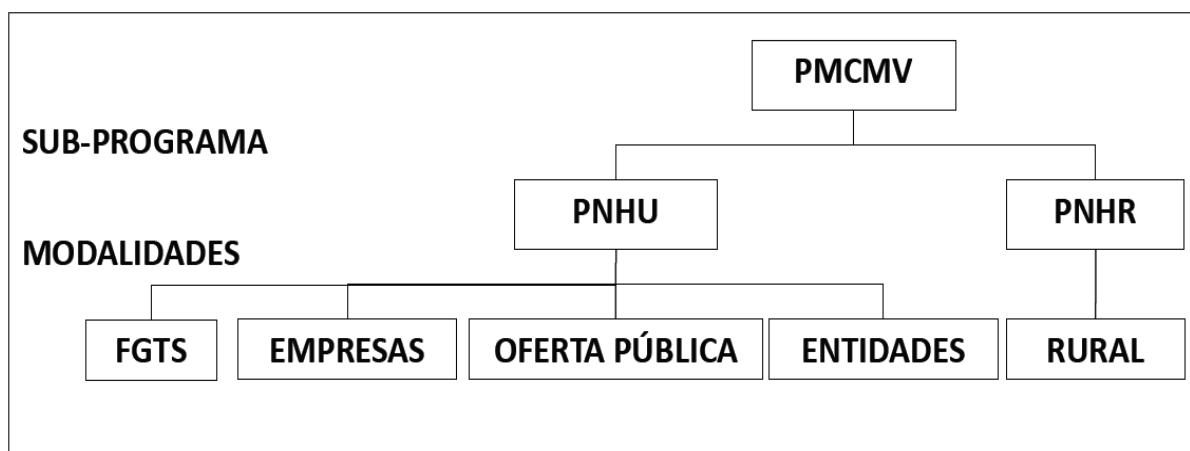 PMCMV
SUB-PROGRAMA
PNHU
PNHR
MODALIDADES
FGTS
EMPRESAS
OFERTA PÚBLICA
ENTIDADES
RURAL